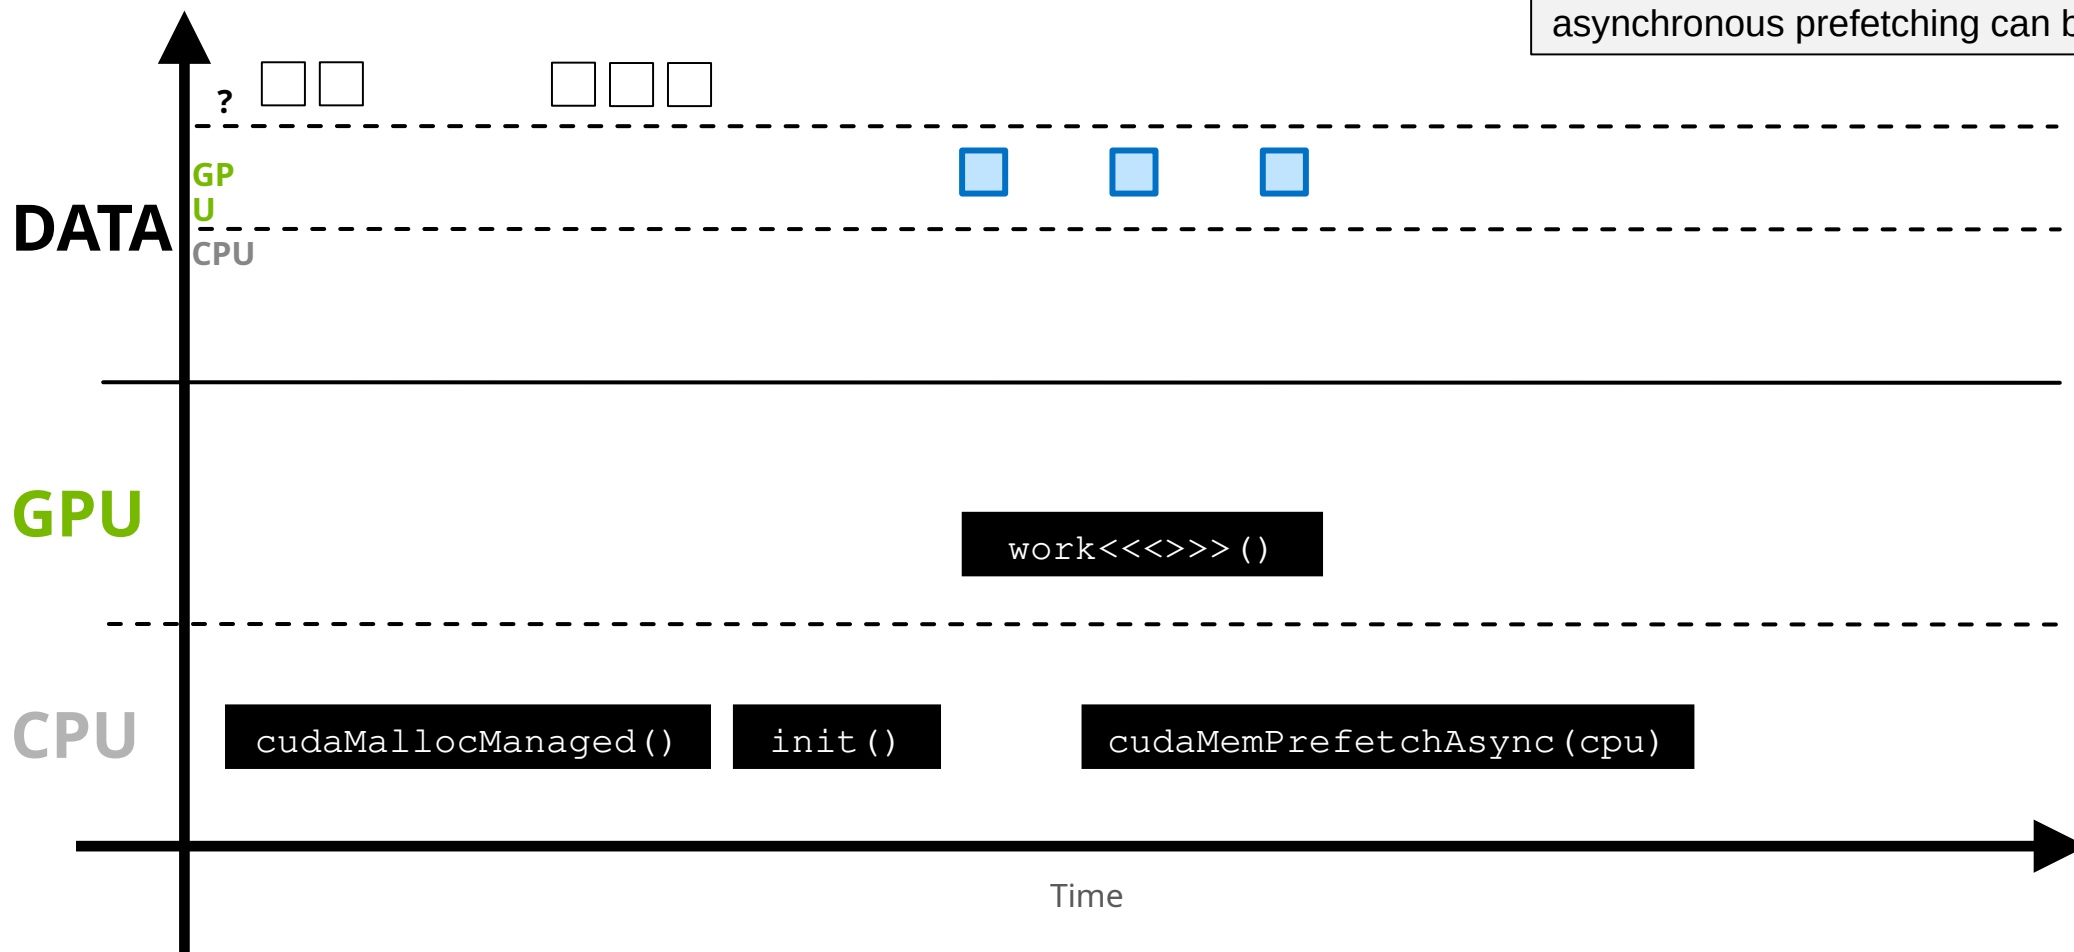 asynchronous prefetching can b
?
GP
U
DATA
CPU
GPU
work<<<>>>()
CPU
cudaMallocManaged() init() cudaMemPrefetchAsync(cpu)
Time